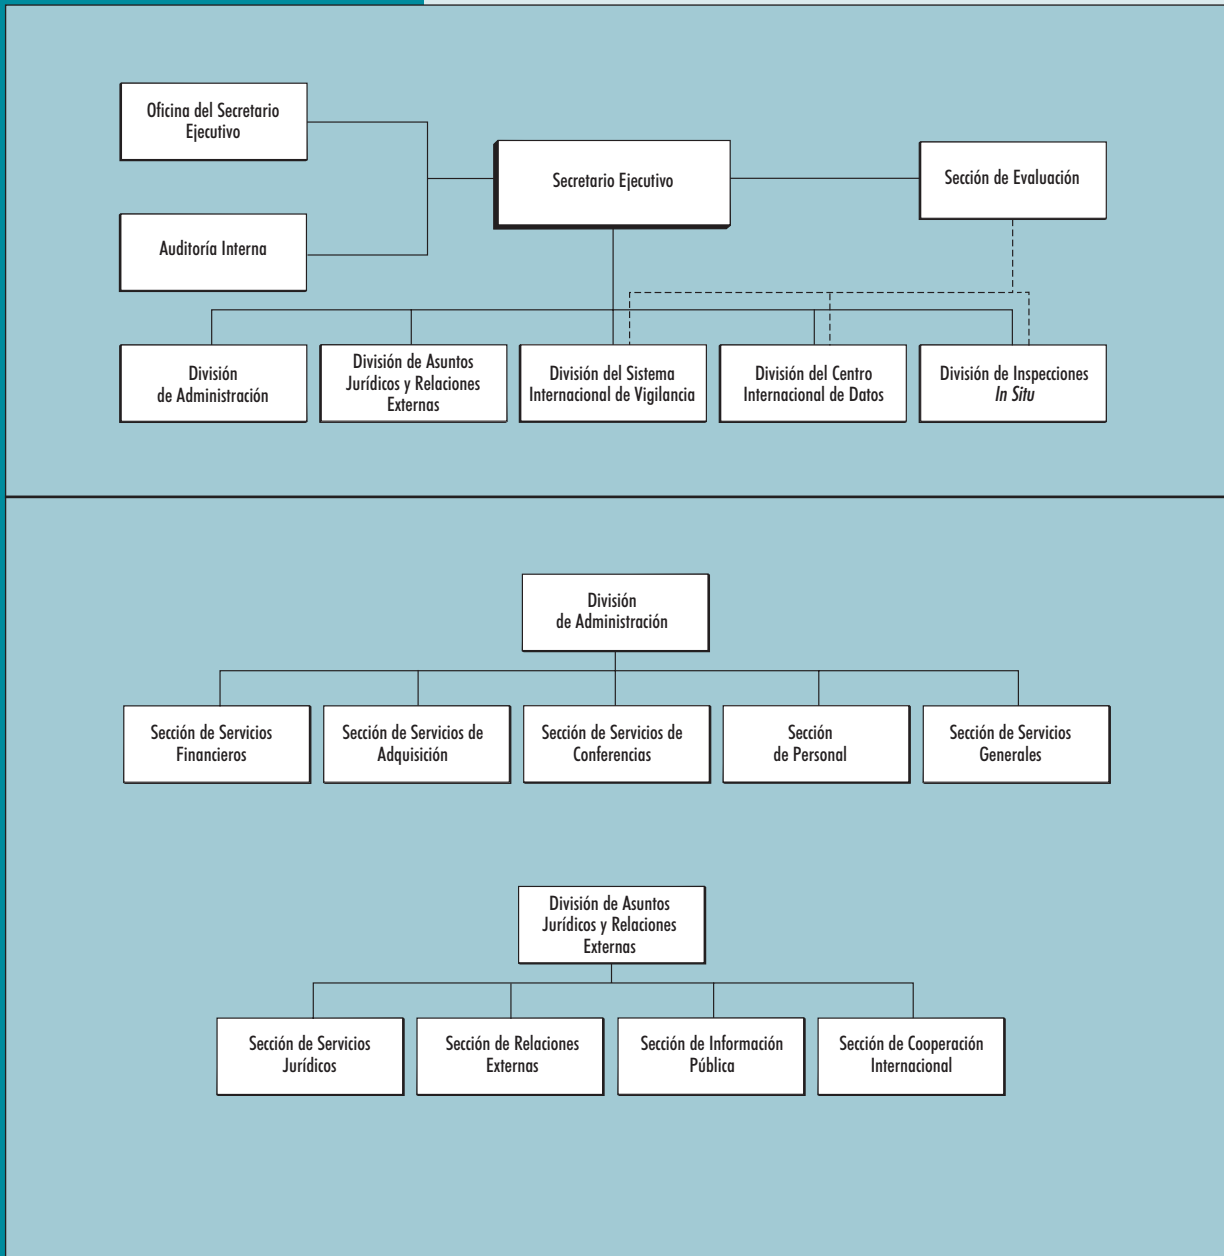 Oficina del Secretario
Ejecutivo
Secretario Ejecutivo
Sección de Evaluación
Auditoría Interna
División
de Administración
División de Asuntos
Jurídicos y Relaciones
Externas
División del Sistema
Internacional de Vigilancia
División del Centro
Internacional de Datos
División de Inspecciones
In Situ
División
de Administración
Sección de Servicios
Financieros
Sección de Servicios de
Adquisición
Sección de Servicios de
Conferencias
Sección
de Personal
Sección de Servicios
Generales
División de Asuntos
Jurídicos y Relaciones
Externas
Sección de Servicios
Jurídicos
Sección de Relaciones
Externas
Sección de Información
Pública
Sección de Cooperación
Internacional